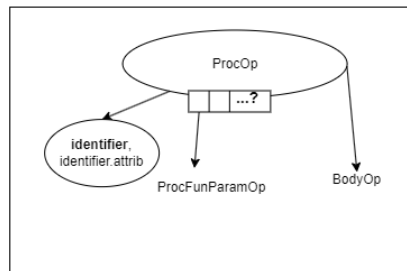 ProcOp
...?
identifier,
identifier.attrib
ProcFunParamOp
BodyOp